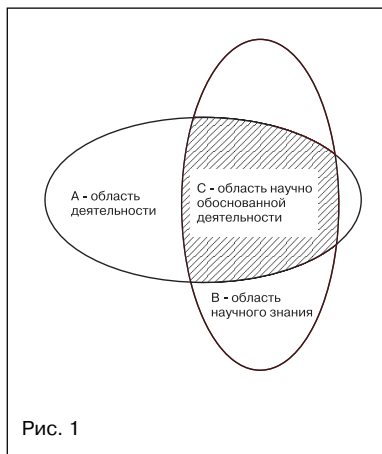 А - область
деятельности
С - область научно
обоснованной
деятельности
В - область
научного знания
Рис. 1